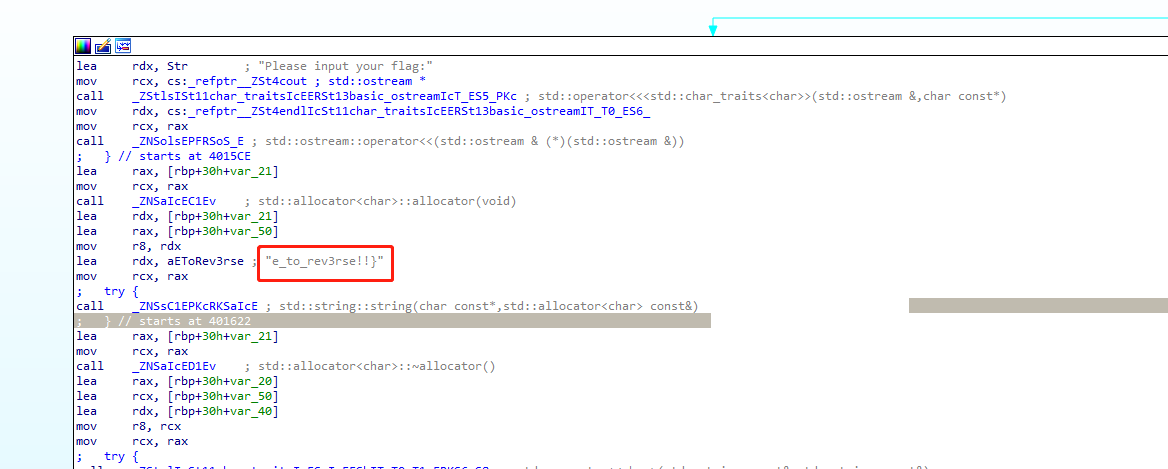 lea rdx, Str ; "Please input your flag:"
mov rcx, cs:_refptr__ZSt4cout ; std::ostream *
call _ZStlsISt11char_traitsIcEERSt13basic_ostreamIcT_ES5_PKc ; std::operator<<<std::char_traits<char>>(std::ostream &,char const*)
mov rdx, cs:_refptr__ZSt4endlIcSt11char_traitsIcEERSt13basic_ostreamIT_T0_ES6_
mov rcx, rax
call _ZNSolsEPFRSoS_E ; std::ostream::operator<<(std::ostream & (*)(std::ostream &))
; } // starts at 4015CE
lea rax, [rbp+30h+var_21]
mov rcx, rax
call _ZNSaIcEC1Ev ; std::allocator<char>::allocator(void)
lea rdx, [rbp+30h+var_21]
lea rax, [rbp+30h+var_50]
mov r8, rdx
lea rdx, aEToRev3rse ; "e_to_rev3rse!!}"
mov rcx, rax
; try {
call _ZNSsC1EPKcRKSaIcE ; std::string::string(char const*,std::allocator<char> const&)
; } // starts at 401622
lea rax, [rbp+30h+var_21]
mov rcx, rax
call _ZNSaIcED1Ev ; std::allocator<char>::~allocator()
lea rax, [rbp+30h+var_20]
lea rcx, [rbp+30h+var_50]
lea rdx, [rbp+30h+var_40]
mov r8, rcx
mov rcx, rax
; try {